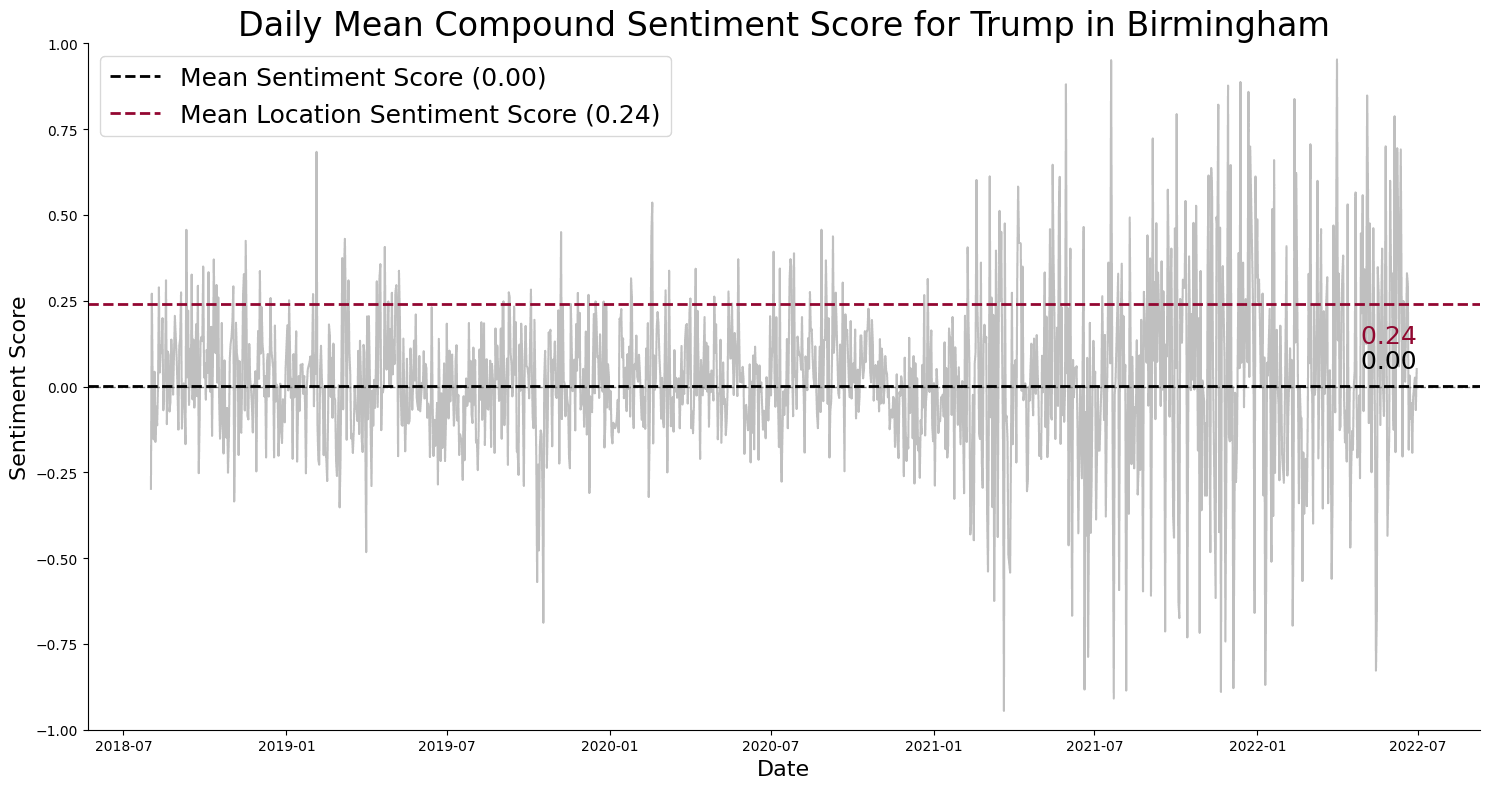 Daily Mean Compound Sentiment Score for Trump in Birmingham
1.00
Mean Sentiment Score (0.00)
Mean Location Sentiment Score (0.24)
0.75
0.50
0.25
0.24
0.00
0.00
−0.25
−0.50
−0.75
−1.00
Sentiment Score
2018-07 2019-01 2019-07 2020-01 2020-07 2021-01 2021-07 2022-01 2022-07
Date